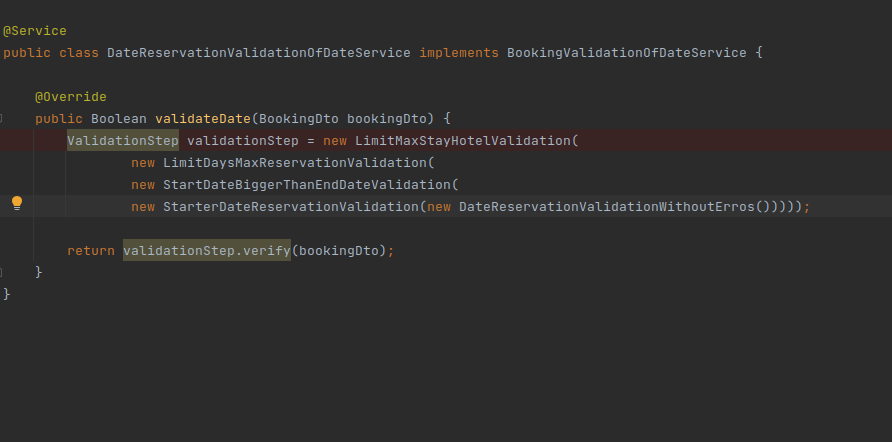 @Service
public class DateReservationValidationOfDateService implements BookingValidationOfDateService {
@Override
public Boolean validateDate(BookingDto bookingDto) {
ValidationStep validationStep = new LimitMaxStayHotelValidation(
new LimitDaysMaxReservationValidation(
new StartDateBiggerThanEndDateValidation(
new StarterDateReservationValidation(new DateReservationValidationWithoutErros()))));
return validationStep.verify(bookingDto);
}
}